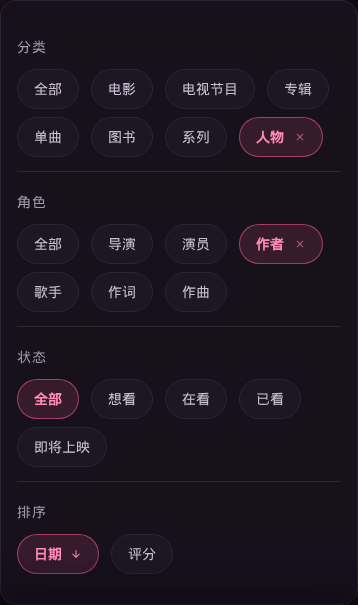 分类
全部 电影 电视节目 专辑
单曲 图书 系列 人物 ×
角色
全部 导演 演员 作者 ×
歌手 作词 作曲
状态
全部 想看 在看 已看
即将上映
排序
日期 ↓ 评分